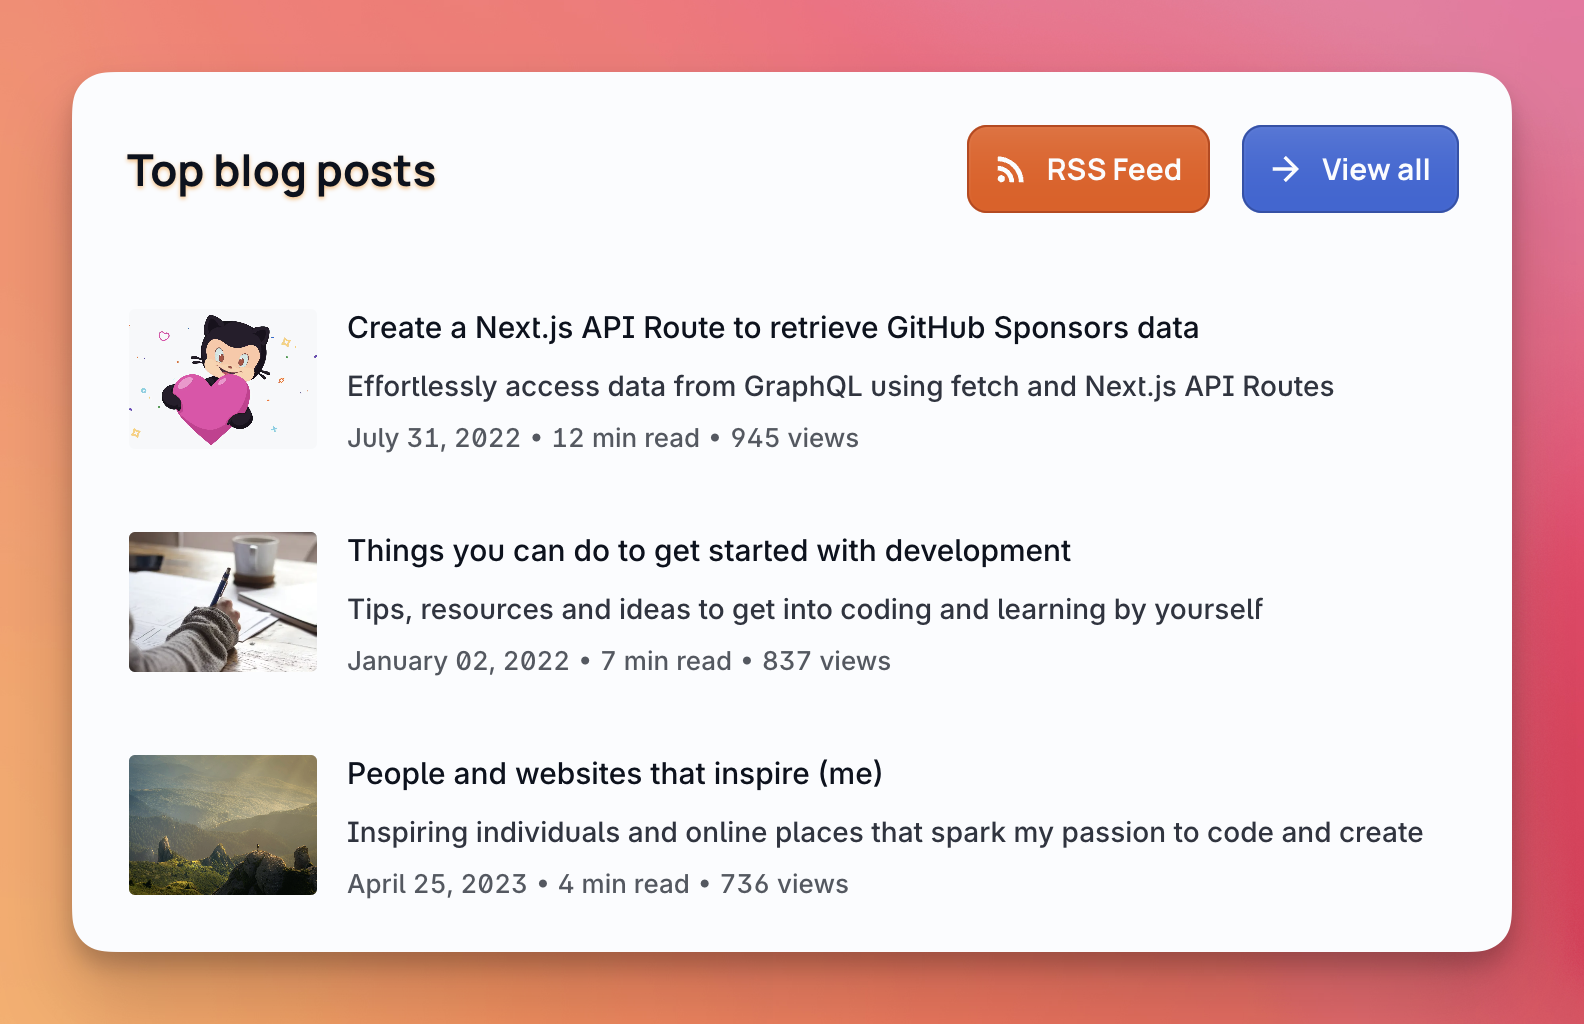 Top blog posts
RSS Feed
View all
Create a Next.js API Route to retrieve GitHub Sponsors data
Effortlessly access data from GraphQL using fetch and Next.js API Routes
July 31, 2022 • 12 min read • 945 views
Things you can do to get started with development
Tips, resources and ideas to get into coding and learning by yourself
January 02, 2022 • 7 min read • 837 views
People and websites that inspire (me)
Inspiring individuals and online places that spark my passion to code and create
April 25, 2023 • 4 min read • 736 views